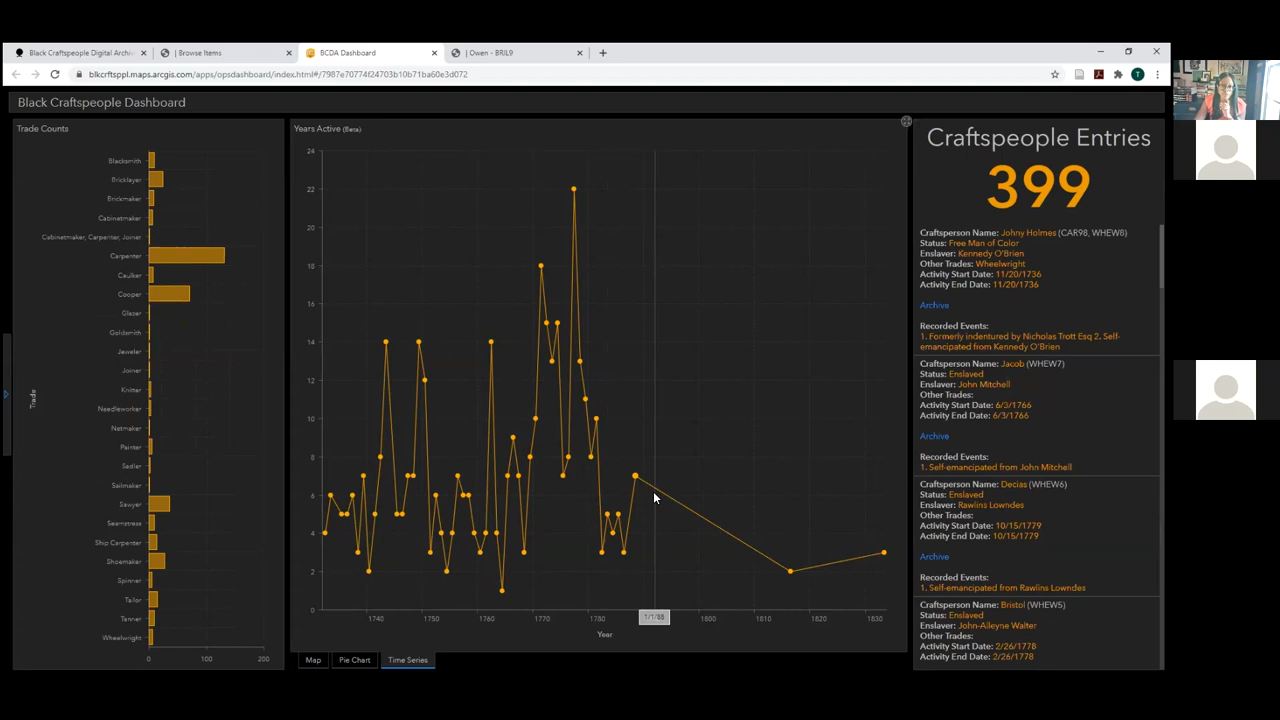 Black Craftspeople Digital Archiv
| Browse Items
BCDA Dashboard
| Owen - BRIL9
blkcrftsppl.maps.arcgis.com/apps/opsdashboard/index.html#/7987e70774f24703b10b71ba60e3d072
Black Craftspeople Dashboard
Trade Counts
Blacksmith
Bricklayer
Brickmaker
Cabinetmaker
Cabinetmaker, Carpenter, Joiner
Carpenter
Caulker
Cooper
Glazer
Goldsmith
Jeweler
Joiner
Knitter
Needleworker
Netmaker
Painter
Sadler
Sailmaker
Sawyer
Seamstress
Ship Carpenter
Shoemaker
Spinner
Tailor
Tanner
Wheelwright
Trade
0 100 200
Years Active (Beta)
24
22
20
18
16
14
12
10
8
6
4
2
0
1740 1750 1760 1770 1780 1/1/88 1800 1810 1820 1830
Year
Map Pie Chart Time Series
Craftspeople Entries
399
Craftsperson Name: Johny Holmes (CAR98, WHEW8)
Status: Free Man of Color
Enslaver: Kennedy O'Brien
Other Trades: Wheelwright
Activity Start Date: 11/20/1736
Activity End Date: 11/20/1736
Archive
Recorded Events:
1. Formerly indentured by Nicholas Trott Esq 2, Self-
emancipated from Kennedy O'Brien
Craftsperson Name: Jacob (WHEW7)
Status: Enslaved
Enslaver: John Mitchell
Other Trades:
Activity Start Date: 6/3/1766
Activity End Date: 6/3/1766
Archive
Recorded Events:
1. Self-emancipated from John Mitchell
Craftsperson Name: Decias (WHEW6)
Status: Enslaved
Enslaver: Rawlins Lowndes
Other Trades:
Activity Start Date: 10/15/1779
Activity End Date: 10/15/1779
Archive
Recorded Events:
1. Self-emancipated from Rawlins Lowndes
Craftsperson Name: Bristol (WHEW5)
Status: Enslaved
Enslaver: John-Alleyne Walter
Other Trades:
Activity Start Date: 2/26/1778
Activity End Date: 2/26/1778